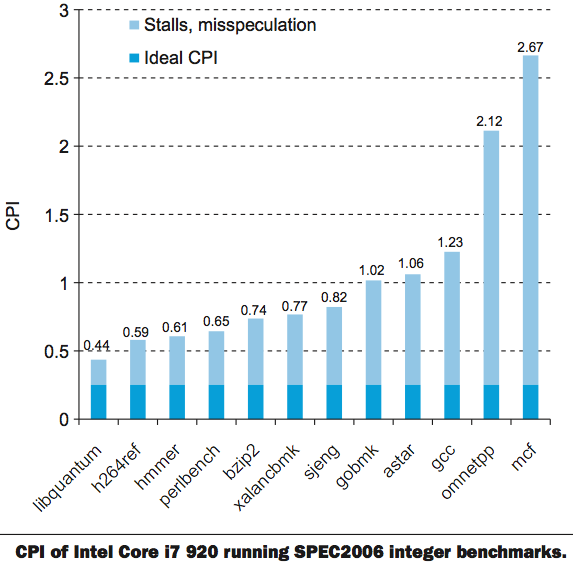 3
Stalls, misspeculation
Ideal CPI
2.67
2.5
2.12
2
CPI
1.5
1.23
1.06
1.02
1
0.82
0.77
0.74
0.65
0.61
0.59
0.5
0.44
0
libquantum
h264ref
hmmer
perlbench
bzip2
xalancbmk
sjeng
gobmk
astar
gcc
omnetpp
mcf
CPI of Intel Core i7 920 running SPEC2006 integer benchmarks.